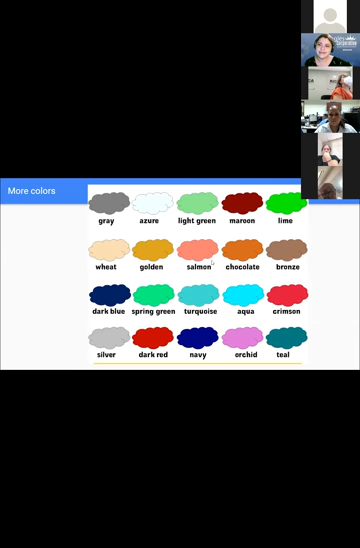 More colors
gray azure light green maroon lime
wheat golden salmon chocolate bronze
dark blue spring green turquoise aqua crimson
silver dark red navy orchid teal